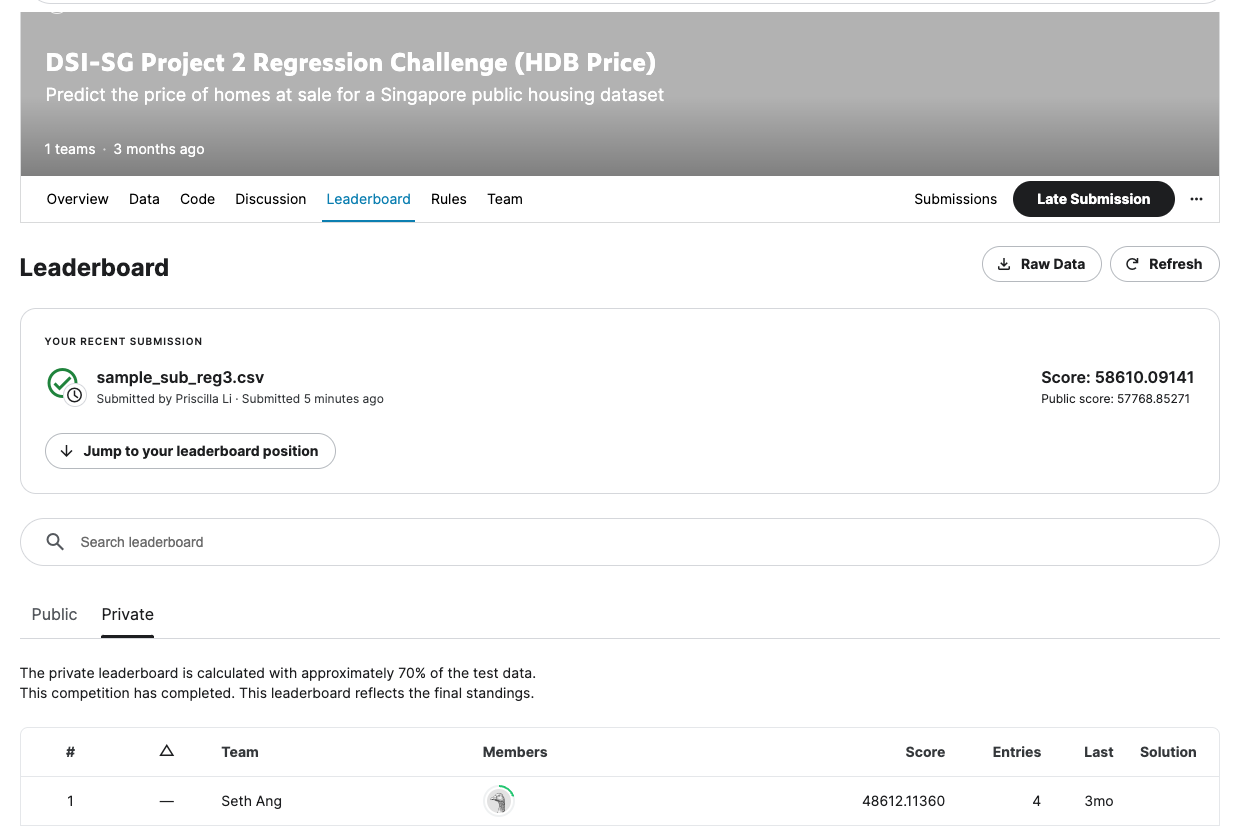 DSI-SG Project 2 Regression Challenge (HDB Price)
Predict the price of homes at sale for a Singapore public housing dataset
1 teams · 3 months ago
Overview Data Code Discussion Leaderboard Rules Team Submissions Late Submission ···
Leaderboard Raw Data Refresh
YOUR RECENT SUBMISSION
sample_sub_reg3.csv Score: 58610.09141
Submitted by Priscilla Li · Submitted 5 minutes ago Public score: 57768.85271
Jump to your leaderboard position
Search leaderboard
Public Private
The private leaderboard is calculated with approximately 70% of the test data.
This competition has completed. This leaderboard reflects the final standings.
# △ Team Members Score Entries Last Solution
1 — Seth Ang 48612.11360 4 3mo